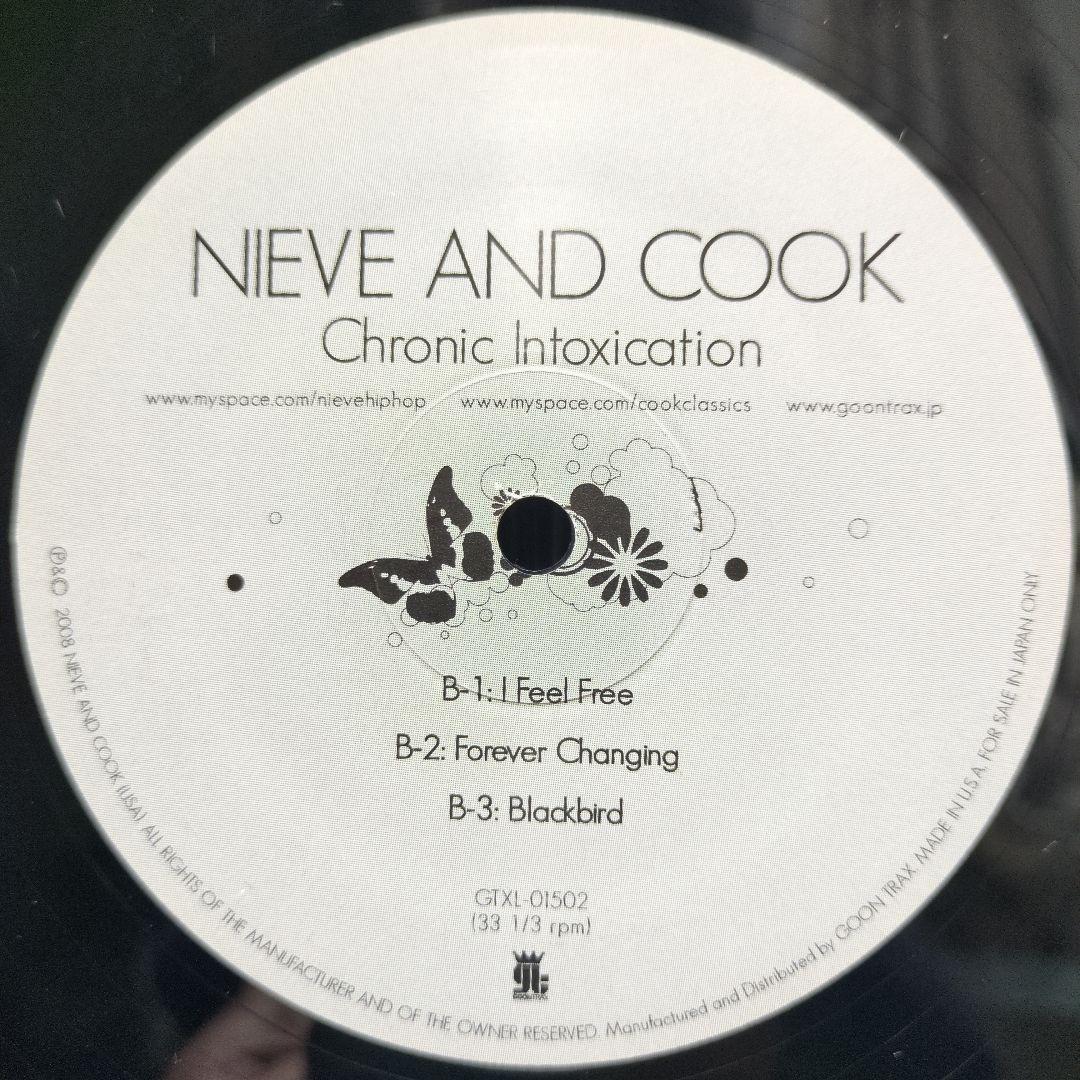 NIEVE AND COOK
Chronic Intoxication
www.myspace.com/nievehiphop www.myspace.com/cookclassics www.goontrax.jp
B-1: I Feel Free
B-2: Forever Changing
B-3: Blackbird
GTXL-01502
(33 1/3 rpm)
gt
GOON TRAX
℗&© 2008 NIEVE AND COOK (USA) ALL RIGHTS OF THE MANUFACTURER AND OF THE OWNER RESERVED. Manufactured and Distributed by GOON TRAX. MADE IN U.S.A. FOR SALE IN JAPAN ONLY